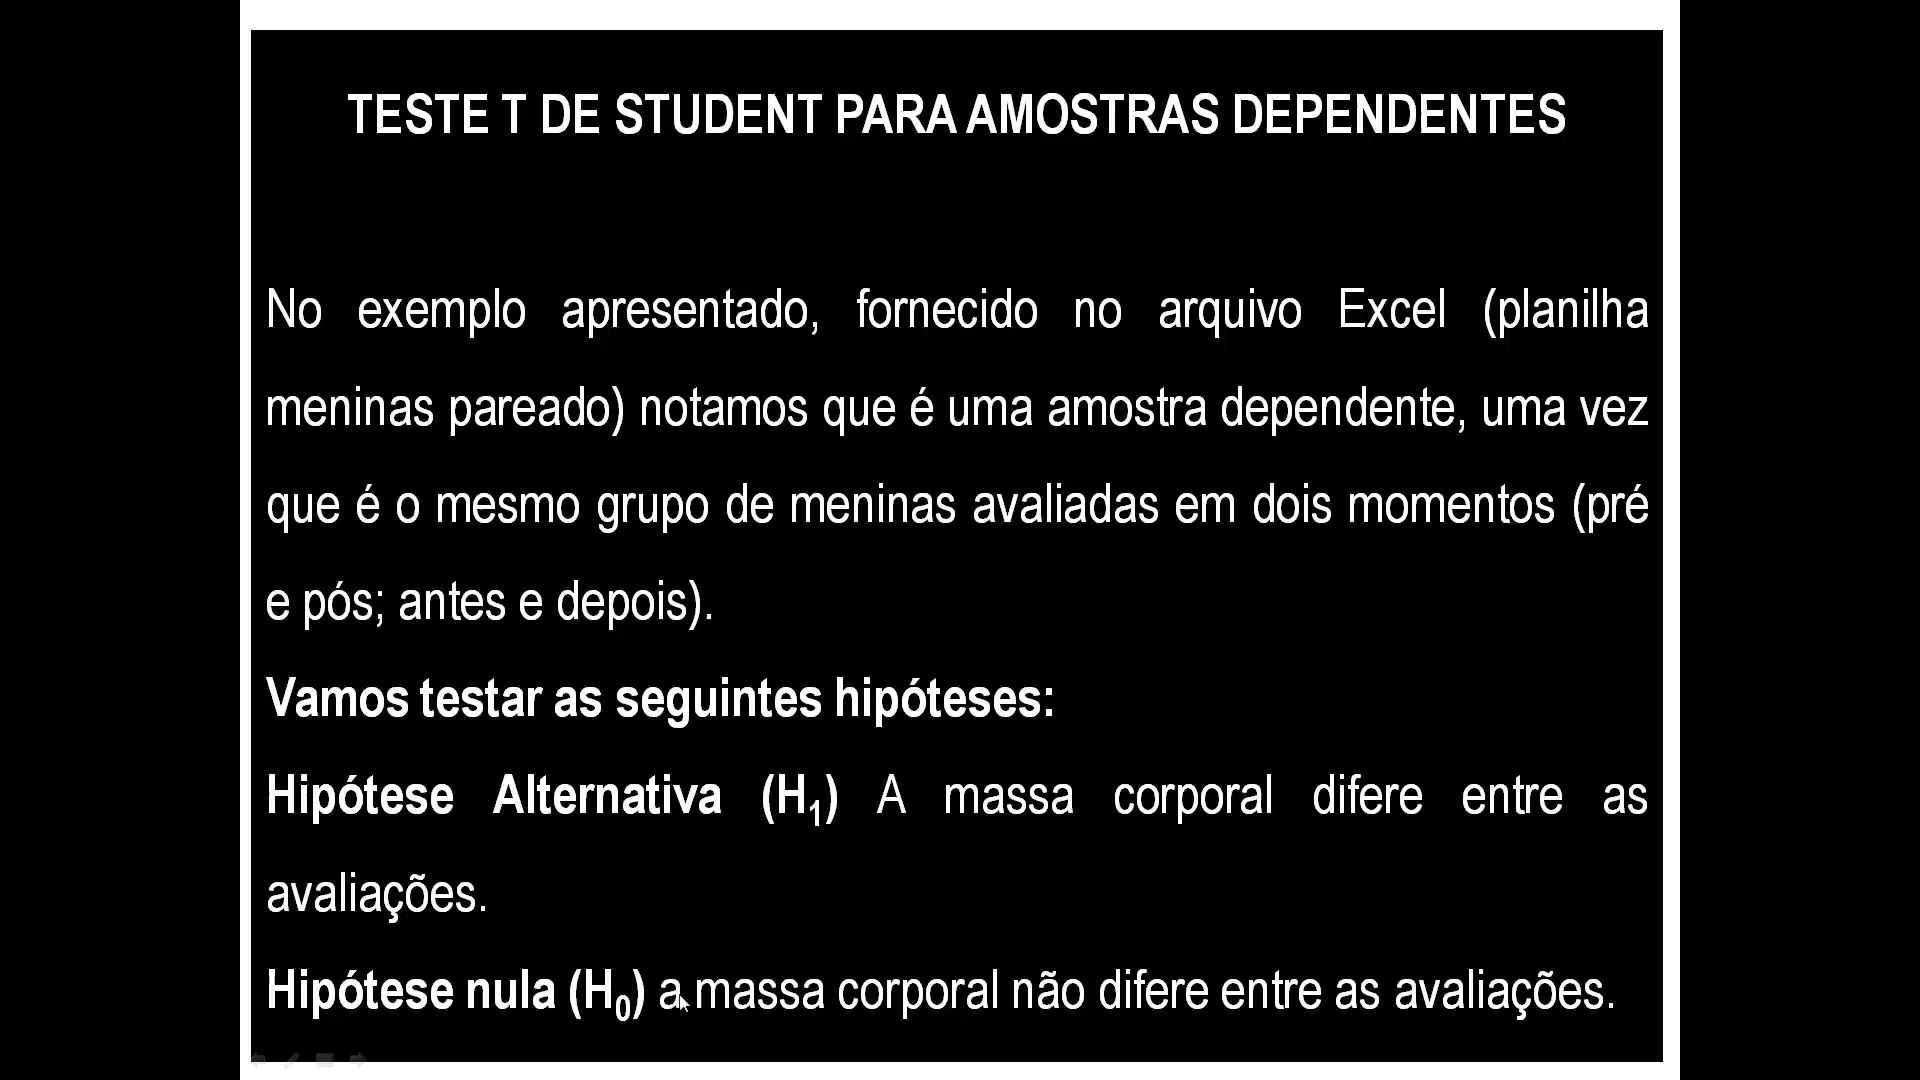 TESTE T DE STUDENT PARA AMOSTRAS DEPENDENTES
No exemplo apresentado, fornecido no arquivo Excel (planilha
meninas pareado) notamos que é uma amostra dependente, uma vez
que é o mesmo grupo de meninas avaliadas em dois momentos (pré
e pós; antes e depois).
Vamos testar as seguintes hipóteses:
Hipótese Alternativa (H₁) A massa corporal difere entre as
avaliações.
Hipótese nula (H₀) a massa corporal não difere entre as avaliações.